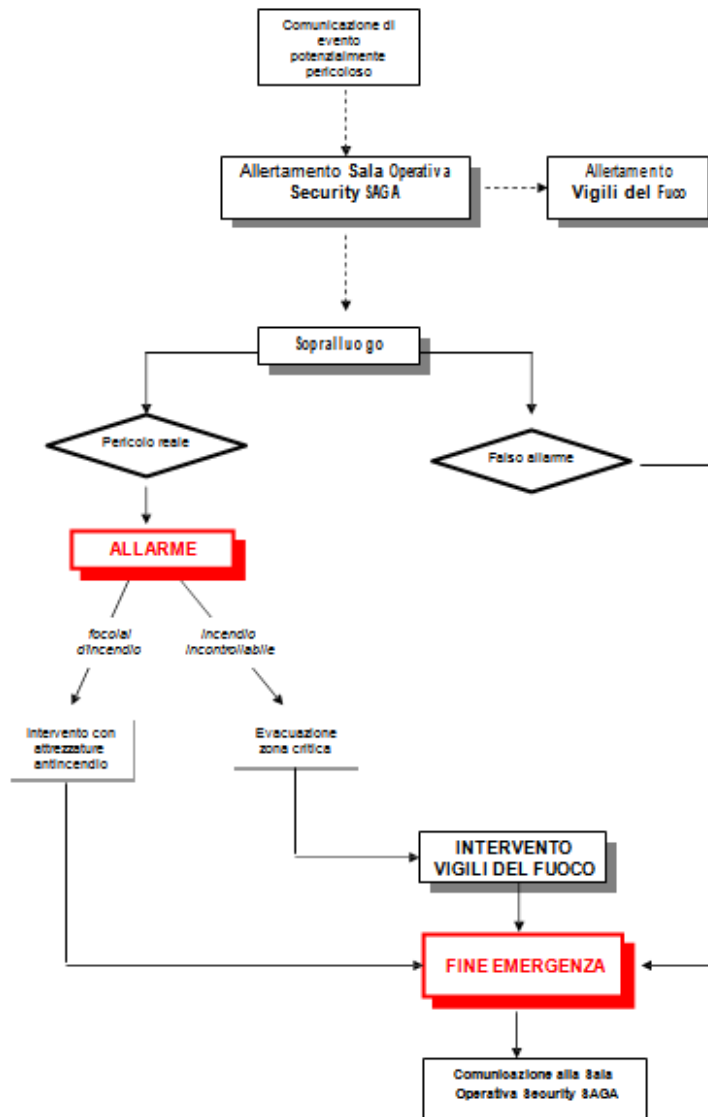 Comunicazione di
evento
potenzialmente
pericoloso
Allertamento Sala Operativa
Security SAGA
Allertamento
Vigili del Fuoco
Sopralluogo
Pericolo reale
Falso allarme
ALLARME
focolai
d'incendio
incendio
incontrollabile
Intervento con
attrezzature
antincendio
Evacuazione
zona critica
INTERVENTO
VIGILI DEL FUOCO
FINE EMERGENZA
Comunicazione alla Sala
Operativa Security SAGA